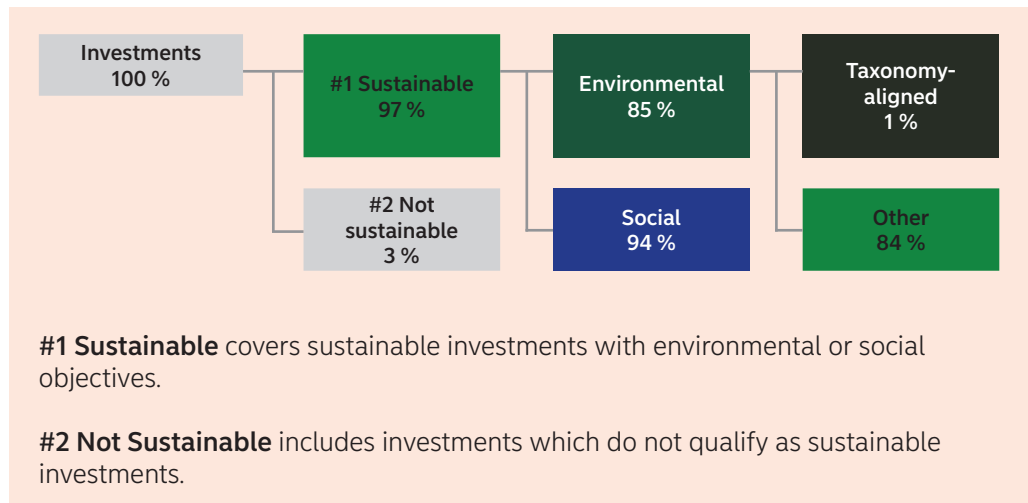 Investments
100 %
#1 Sustainable
97 %
Environmental
85 %
Taxonomy-
aligned
1 %
#2 Not
sustainable
3 %
Social
94 %
Other
84 %
#1 Sustainable covers sustainable investments with environmental or social
objectives.
#2 Not Sustainable includes investments which do not qualify as sustainable
investments.